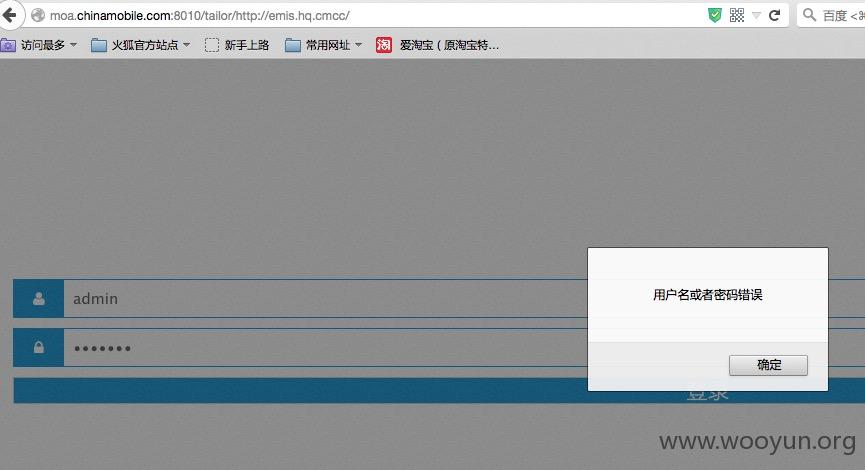 moa.chinamobile.com:8010/tailor/http://emis.hq.cmcc/
百度 <⌘
访问最多 火狐官方站点 新手上路 常用网址 淘 爱淘宝 ( 原淘宝特...
admin
用户名或者密码错误
•••••••
确定
登录
www.wooyun.org